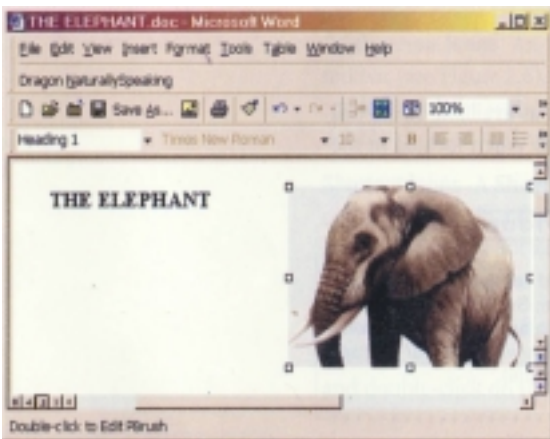 THE ELEPHANT.doc - Microsoft Word
File Edit View Insert Format Tools Table Window Help
Dragon NaturallySpeaking
Save As... 100%
Heading 1 Times New Roman 10 B
THE ELEPHANT
Double-click to Edit PBrush